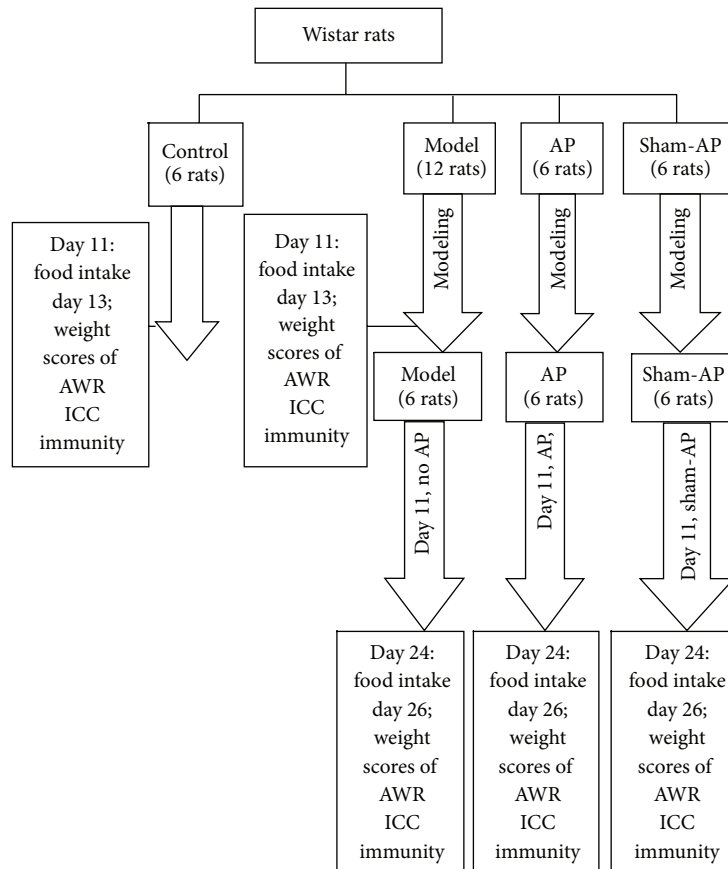 Wistar rats
Control
(6 rats)
Model
(12 rats)
AP
(6 rats)
Sham-AP
(6 rats)
Day 11:
food intake
day 13;
weight
scores of
AWR
ICC
immunity
Day 11:
food intake
day 13;
weight
scores of
AWR
ICC
immunity
Modeling
Modeling
Modeling
Model
(6 rats)
AP
(6 rats)
Sham-AP
(6 rats)
Day 11, no AP
Day 11, AP,
Day 11, sham-AP
Day 24:
food intake
day 26;
weight
scores of
AWR
ICC
immunity
Day 24:
food intake
day 26;
weight
scores of
AWR
ICC
immunity
Day 24:
food intake
day 26;
weight
scores of
AWR
ICC
immunity